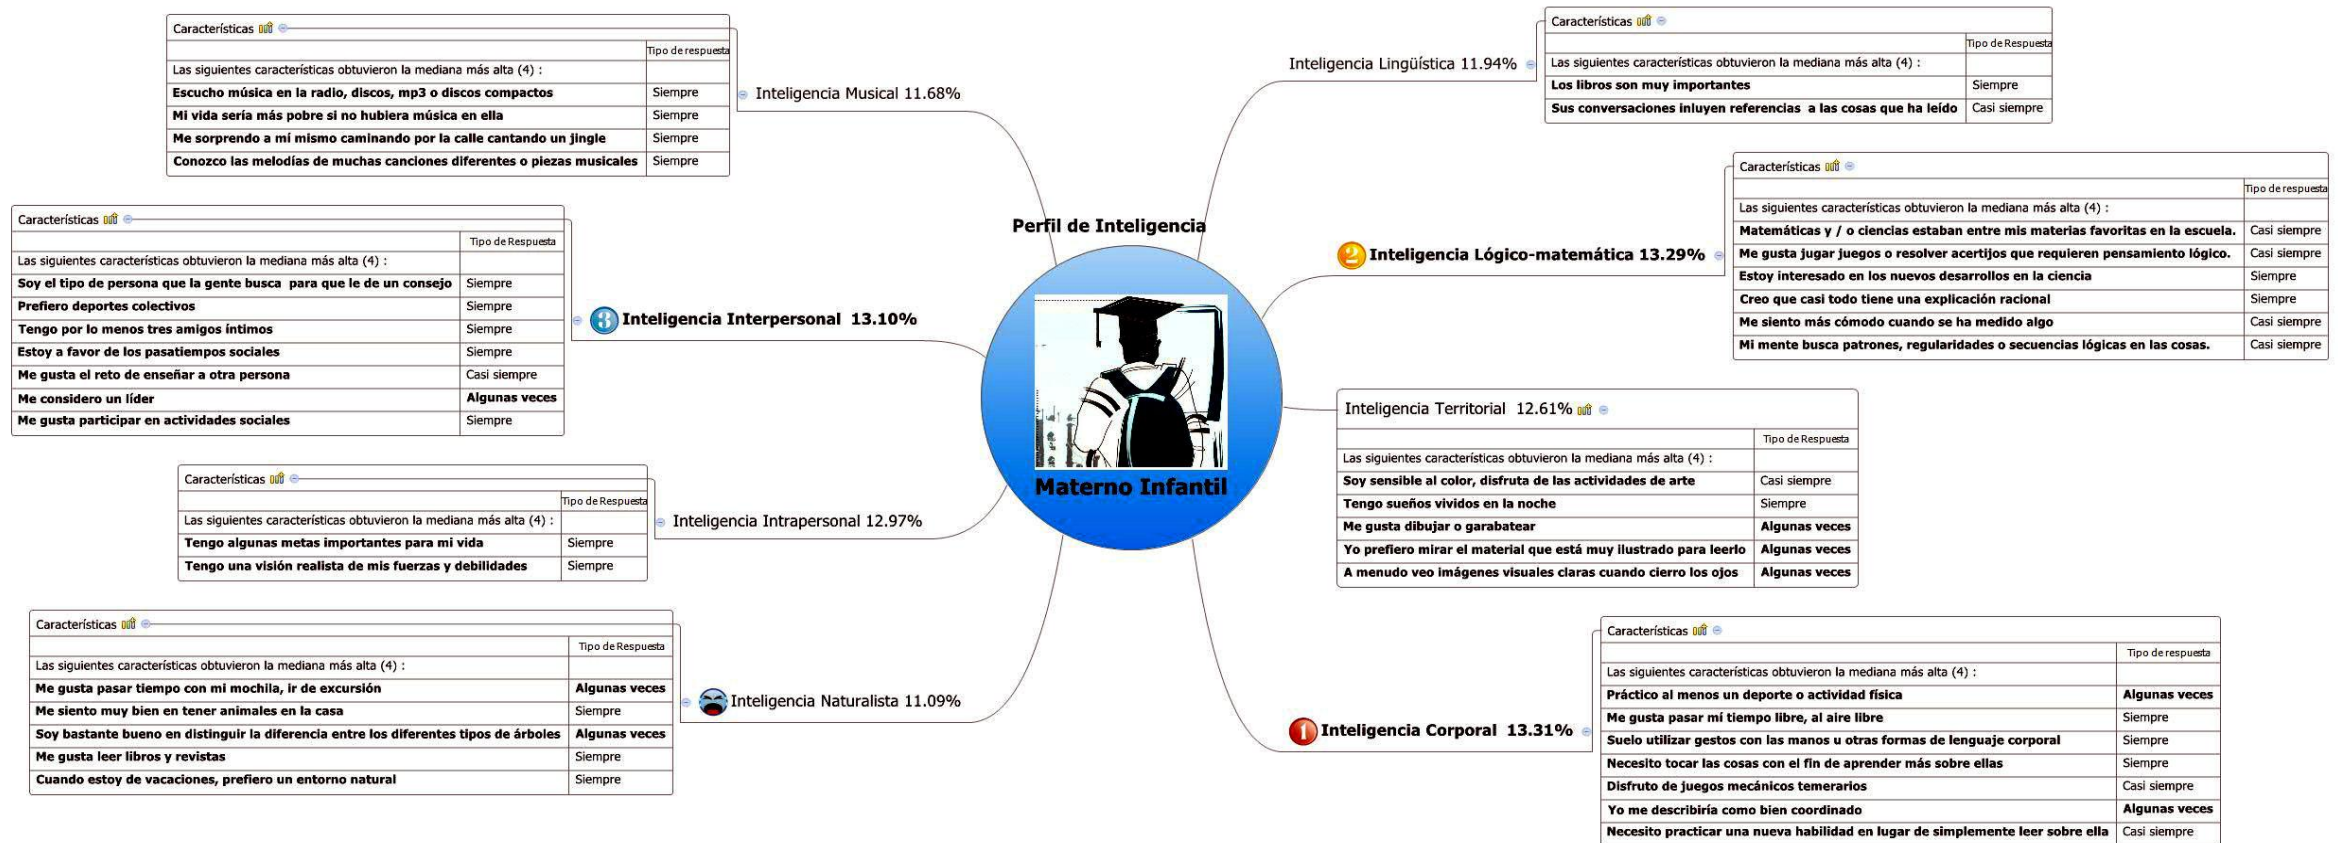 Perfil de Inteligencia
Materno Infantil
Inteligencia Musical 11.68%
Características
Tipo de respuesta
Las siguientes características obtuvieron la mediana más alta (4) :
Escucho música en la radio, discos, mp3 o discos compactos Siempre
Mi vida sería más pobre si no hubiera música en ella Siempre
Me sorprendo a mí mismo caminando por la calle cantando un jingle Siempre
Conozco las melodías de muchas canciones diferentes o piezas musicales Siempre
3 Inteligencia Interpersonal 13.10%
Características
Tipo de Respuesta
Las siguientes características obtuvieron la mediana más alta (4) :
Soy el tipo de persona que la gente busca para que le de un consejo Siempre
Prefiero deportes colectivos Siempre
Tengo por lo menos tres amigos íntimos Siempre
Estoy a favor de los pasatiempos sociales Siempre
Me gusta el reto de enseñar a otra persona Casi siempre
Me considero un líder Algunas veces
Me gusta participar en actividades sociales Siempre
Inteligencia Intrapersonal 12.97%
Características
Tipo de Respuesta
Las siguientes características obtuvieron la mediana más alta (4) :
Tengo algunas metas importantes para mi vida Siempre
Tengo una visión realista de mis fuerzas y debilidades Siempre
Inteligencia Naturalista 11.09%
Características
Tipo de Respuesta
Las siguientes características obtuvieron la mediana más alta (4) :
Me gusta pasar tiempo con mi mochila, ir de excursión Algunas veces
Me siento muy bien en tener animales en la casa Siempre
Soy bastante bueno en distinguir la diferencia entre los diferentes tipos de árboles Algunas veces
Me gusta leer libros y revistas Siempre
Cuando estoy de vacaciones, prefiero un entorno natural Siempre
Inteligencia Lingüística 11.94%
Características
Tipo de Respuesta
Las siguientes características obtuvieron la mediana más alta (4) :
Los libros son muy importantes Siempre
Sus conversaciones inluyen referencias a las cosas que ha leído Casi siempre
2 Inteligencia Lógico-matemática 13.29%
Características
Tipo de respuesta
Las siguientes características obtuvieron la mediana más alta (4) :
Matemáticas y / o ciencias estaban entre mis materias favoritas en la escuela. Casi siempre
Me gusta jugar juegos o resolver acertijos que requieren pensamiento lógico. Casi siempre
Estoy interesado en los nuevos desarrollos en la ciencia Siempre
Creo que casi todo tiene una explicación racional Siempre
Me siento más cómodo cuando se ha medido algo Casi siempre
Mi mente busca patrones, regularidades o secuencias lógicas en las cosas. Casi siempre
Inteligencia Territorial 12.61%
Tipo de Respuesta
Las siguientes características obtuvieron la mediana más alta (4) :
Soy sensible al color, disfruta de las actividades de arte Casi siempre
Tengo sueños vividos en la noche Siempre
Me gusta dibujar o garabatear Algunas veces
Yo prefiero mirar el material que está muy ilustrado para leerlo Algunas veces
A menudo veo imágenes visuales claras cuando cierro los ojos Algunas veces
1 Inteligencia Corporal 13.31%
Características
Tipo de respuesta
Las siguientes características obtuvieron la mediana más alta (4) :
Práctico al menos un deporte o actividad física Algunas veces
Me gusta pasar mí tiempo libre, al aire libre Siempre
Suelo utilizar gestos con las manos u otras formas de lenguaje corporal Siempre
Necesito tocar las cosas con el fin de aprender más sobre ellas Siempre
Disfruto de juegos mecánicos temerarios Casi siempre
Yo me describiría como bien coordinado Algunas veces
Necesito practicar una nueva habilidad en lugar de simplemente leer sobre ella Casi siempre